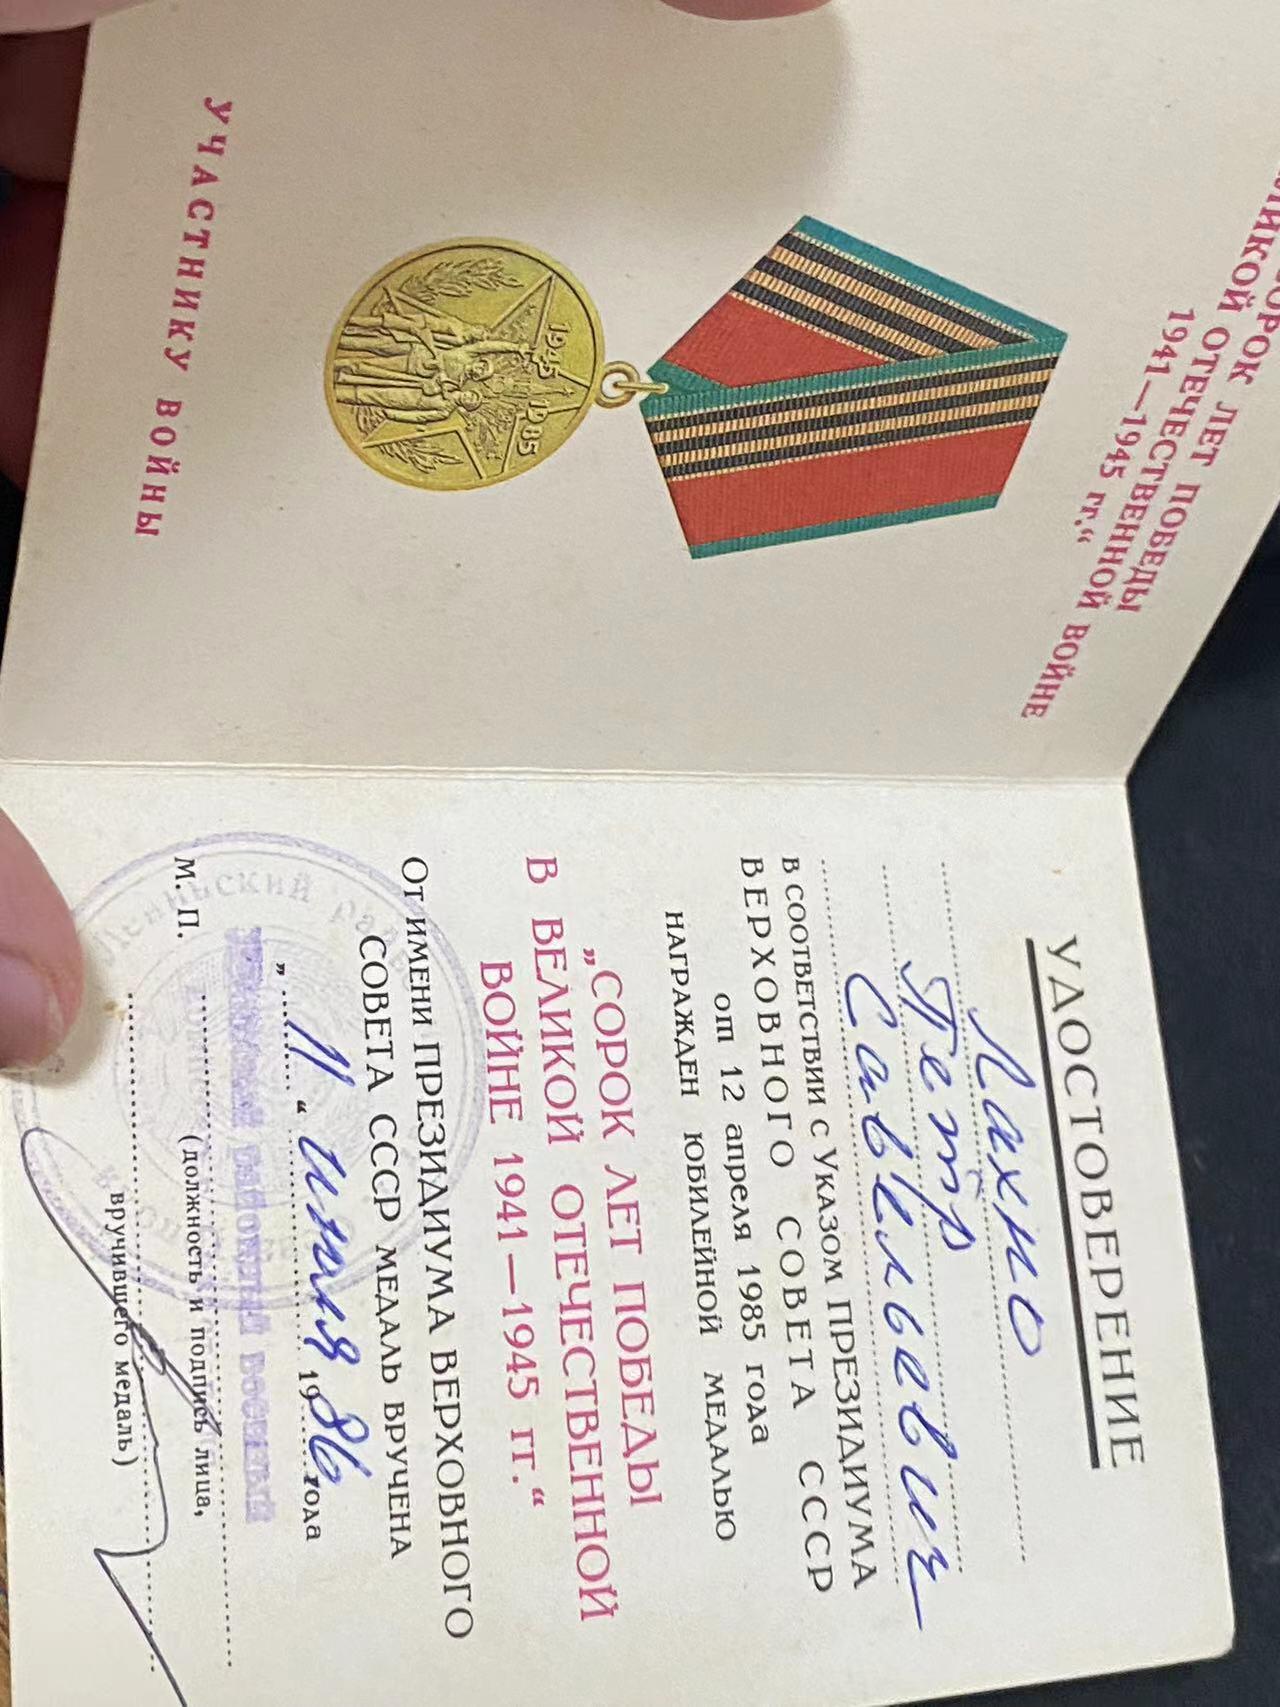 СОРОК ЛЕТ ПОБЕДЫ
ВЕЛИКОЙ ОТЕЧЕСТВЕННОЙ ВОЙНЕ
1941—1945 гг.“
1945
1985
УЧАСТНИКУ ВОЙНЫ
УДОСТОВЕРЕНИЕ
Лахно
Пётр
Савельевич
В СООТВЕТСТВИИ С УКАЗОМ ПРЕЗИДИУМА
ВЕРХОВНОГО СОВЕТА СССР
от 12 апреля 1985 года
НАГРАЖДЕН ЮБИЛЕЙНОЙ МЕДАЛЬЮ
„СОРОК ЛЕТ ПОБЕДЫ
В ВЕЛИКОЙ ОТЕЧЕСТВЕННОЙ
ВОЙНЕ 1941—1945 гг.“
ОТ ИМЕНИ ПРЕЗИДИУМА ВЕРХОВНОГО
СОВЕТА СССР МЕДАЛЬ ВРУЧЕНА
„11“ июня 1986 года
М. П.
(должность и подпись лица,
вручившего медаль)